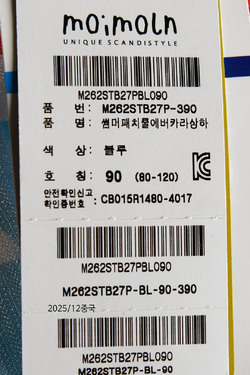 moimoln
UNIQUE SCANDISTYLE
M262STB27PBL090
품 번: M262STB27P-390
품 명: 썸머패치쭐에버카라상하
색 상: 블루
호 칭: 90 (80-120)
안전확인신고
확인증번호 : CB015R1480-4017
M262STB27PBL090
M262STB27P-BL-90-390
2025/12중국
M262STB27PBL090
M262STB27P-BL-90